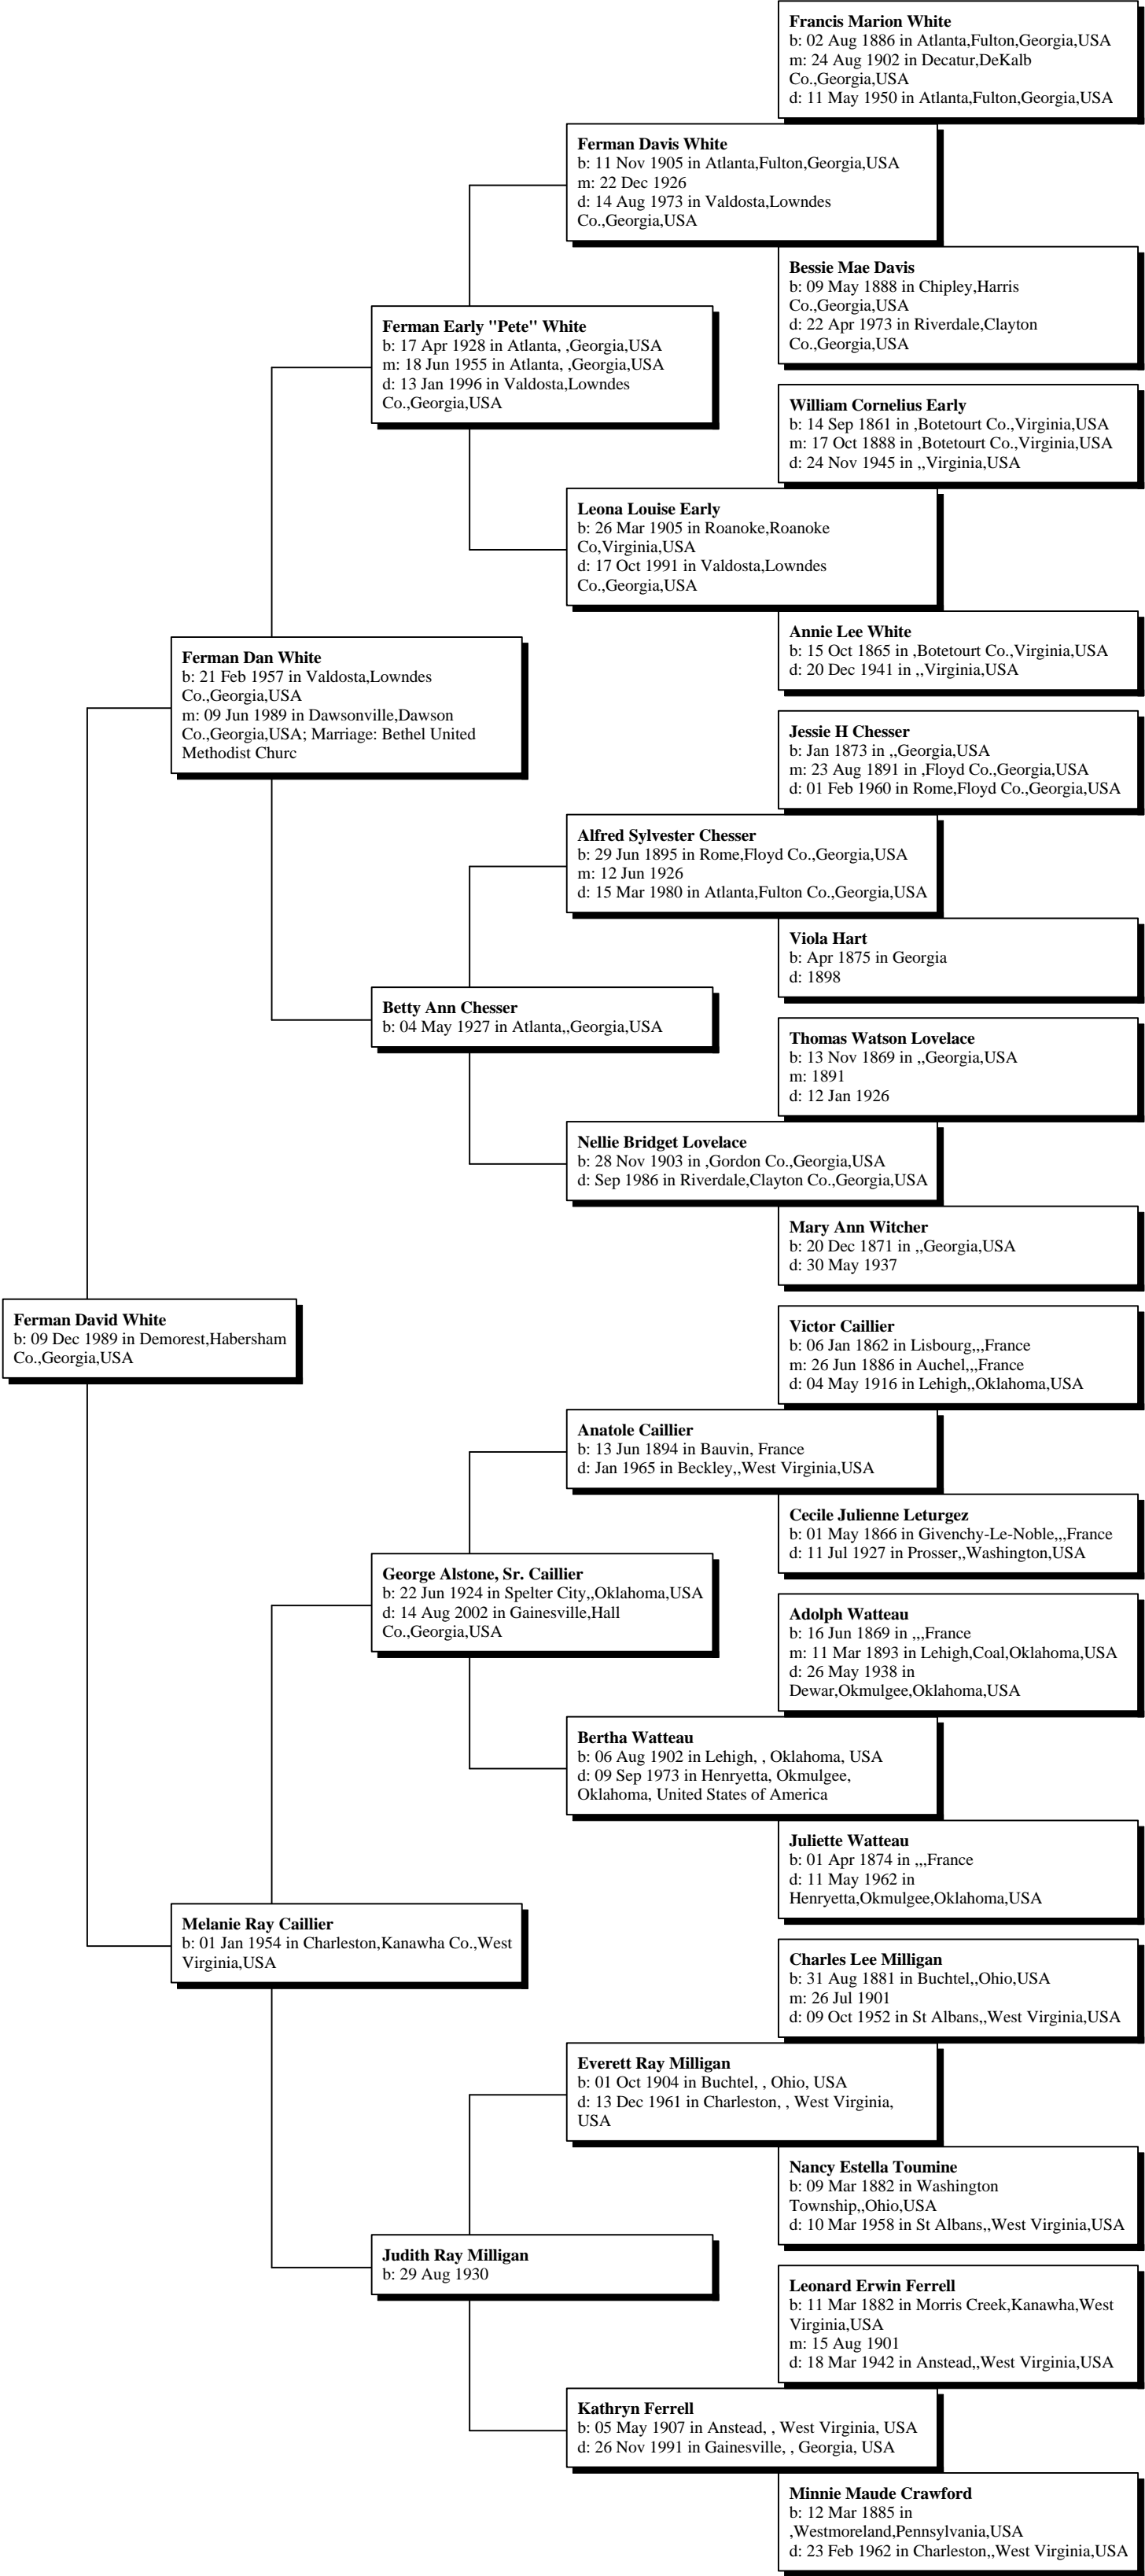 Francis Marion White
b: 02 Aug 1886 in Atlanta,Fulton,Georgia,USA
m: 24 Aug 1902 in Decatur,DeKalb
Co.,Georgia,USA
d: 11 May 1950 in Atlanta,Fulton,Georgia,USA
Ferman Davis White
b: 11 Nov 1905 in Atlanta,Fulton,Georgia,USA
m: 22 Dec 1926
d: 14 Aug 1973 in Valdosta,Lowndes
Co.,Georgia,USA
Bessie Mae Davis
b: 09 May 1888 in Chipley,Harris
Co.,Georgia,USA
d: 22 Apr 1973 in Riverdale,Clayton
Co.,Georgia,USA
Ferman Early "Pete" White
b: 17 Apr 1928 in Atlanta, ,Georgia,USA
m: 18 Jun 1955 in Atlanta, ,Georgia,USA
d: 13 Jan 1996 in Valdosta,Lowndes
Co.,Georgia,USA
William Cornelius Early
b: 14 Sep 1861 in ,Botetourt Co.,Virginia,USA
m: 17 Oct 1888 in ,Botetourt Co.,Virginia,USA
d: 24 Nov 1945 in ,,Virginia,USA
Leona Louise Early
b: 26 Mar 1905 in Roanoke,Roanoke
Co,Virginia,USA
d: 17 Oct 1991 in Valdosta,Lowndes
Co.,Georgia,USA
Annie Lee White
b: 15 Oct 1865 in ,Botetourt Co.,Virginia,USA
d: 20 Dec 1941 in ,,Virginia,USA
Ferman Dan White
b: 21 Feb 1957 in Valdosta,Lowndes
Co.,Georgia,USA
m: 09 Jun 1989 in Dawsonville,Dawson
Co.,Georgia,USA; Marriage: Bethel United
Methodist Churc
Jessie H Chesser
b: Jan 1873 in ,,Georgia,USA
m: 23 Aug 1891 in ,Floyd Co.,Georgia,USA
d: 01 Feb 1960 in Rome,Floyd Co.,Georgia,USA
Alfred Sylvester Chesser
b: 29 Jun 1895 in Rome,Floyd Co.,Georgia,USA
m: 12 Jun 1926
d: 15 Mar 1980 in Atlanta,Fulton Co.,Georgia,USA
Viola Hart
b: Apr 1875 in Georgia
d: 1898
Betty Ann Chesser
b: 04 May 1927 in Atlanta,,Georgia,USA
Thomas Watson Lovelace
b: 13 Nov 1869 in ,,Georgia,USA
m: 1891
d: 12 Jan 1926
Nellie Bridget Lovelace
b: 28 Nov 1903 in ,Gordon Co.,Georgia,USA
d: Sep 1986 in Riverdale,Clayton Co.,Georgia,USA
Mary Ann Witcher
b: 20 Dec 1871 in ,,Georgia,USA
d: 30 May 1937
Ferman David White
b: 09 Dec 1989 in Demorest,Habersham
Co.,Georgia,USA
Victor Caillier
b: 06 Jan 1862 in Lisbourg,,,France
m: 26 Jun 1886 in Auchel,,,France
d: 04 May 1916 in Lehigh,,Oklahoma,USA
Anatole Caillier
b: 13 Jun 1894 in Bauvin, France
d: Jan 1965 in Beckley,,West Virginia,USA
Cecile Julienne Leturgez
b: 01 May 1866 in Givenchy-Le-Noble,,,France
d: 11 Jul 1927 in Prosser,,Washington,USA
George Alstone, Sr. Caillier
b: 22 Jun 1924 in Spelter City,,Oklahoma,USA
d: 14 Aug 2002 in Gainesville,Hall
Co.,Georgia,USA
Adolph Watteau
b: 16 Jun 1869 in ,,,France
m: 11 Mar 1893 in Lehigh,Coal,Oklahoma,USA
d: 26 May 1938 in
Dewar,Okmulgee,Oklahoma,USA
Bertha Watteau
b: 06 Aug 1902 in Lehigh, , Oklahoma, USA
d: 09 Sep 1973 in Henryetta, Okmulgee,
Oklahoma, United States of America
Juliette Watteau
b: 01 Apr 1874 in ,,,France
d: 11 May 1962 in
Henryetta,Okmulgee,Oklahoma,USA
Melanie Ray Caillier
b: 01 Jan 1954 in Charleston,Kanawha Co.,West
Virginia,USA
Charles Lee Milligan
b: 31 Aug 1881 in Buchtel,,Ohio,USA
m: 26 Jul 1901
d: 09 Oct 1952 in St Albans,,West Virginia,USA
Everett Ray Milligan
b: 01 Oct 1904 in Buchtel, , Ohio, USA
d: 13 Dec 1961 in Charleston, , West Virginia,
USA
Nancy Estella Toumine
b: 09 Mar 1882 in Washington
Township,,Ohio,USA
d: 10 Mar 1958 in St Albans,,West Virginia,USA
Judith Ray Milligan
b: 29 Aug 1930
Leonard Erwin Ferrell
b: 11 Mar 1882 in Morris Creek,Kanawha,West
Virginia,USA
m: 15 Aug 1901
d: 18 Mar 1942 in Anstead,,West Virginia,USA
Kathryn Ferrell
b: 05 May 1907 in Anstead, , West Virginia, USA
d: 26 Nov 1991 in Gainesville, , Georgia, USA
Minnie Maude Crawford
b: 12 Mar 1885 in
,Westmoreland,Pennsylvania,USA
d: 23 Feb 1962 in Charleston,,West Virginia,USA